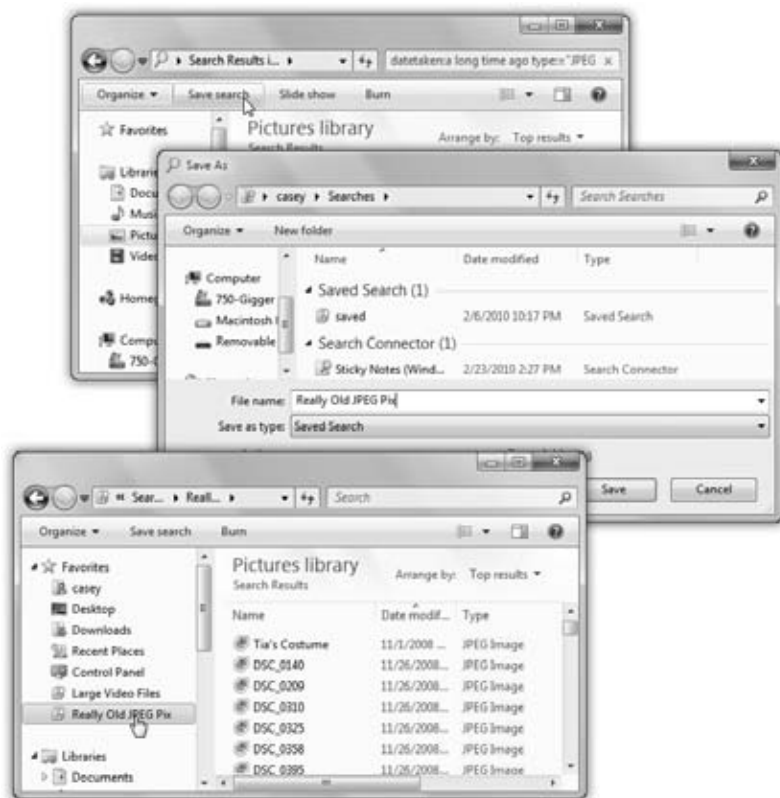 Search Results i...
datetaken:a long time ago type:="JPEG
Organize Save search Slide show Burn
Favorites
Pictures library
Search Results
Arrange by: Top results
Save As
casey Searches
Search Searches
Organize New folder
Name Date modified Type
Computer
750-Gigger
Macintosh
Removable
Saved Search (1)
saved 2/6/2010 10:17 PM Saved Search
Search Connector (1)
Sticky Notes (Wind... 2/23/2010 2:27 PM Search Connector
File name: Really Old JPEG Pix
Save as type: Saved Search
Save Cancel
Sear... Reall...
Search
Organize Save search Burn
Favorites
casey
Desktop
Downloads
Recent Places
Control Panel
Large Video Files
Really Old JPEG Pix
Libraries
Documents
Pictures library
Search Results
Arrange by: Top results
Name Date modif... Type
Tia's Costume 11/1/2008 ... JPEG Image
DSC_0140 11/26/2008... JPEG Image
DSC_0209 11/26/2008... JPEG Image
DSC_0310 11/26/2008... JPEG Image
DSC_0325 11/26/2008... JPEG Image
DSC_0358 11/26/2008... JPEG Image
DSC_0395 11/26/2008... JPEG Image